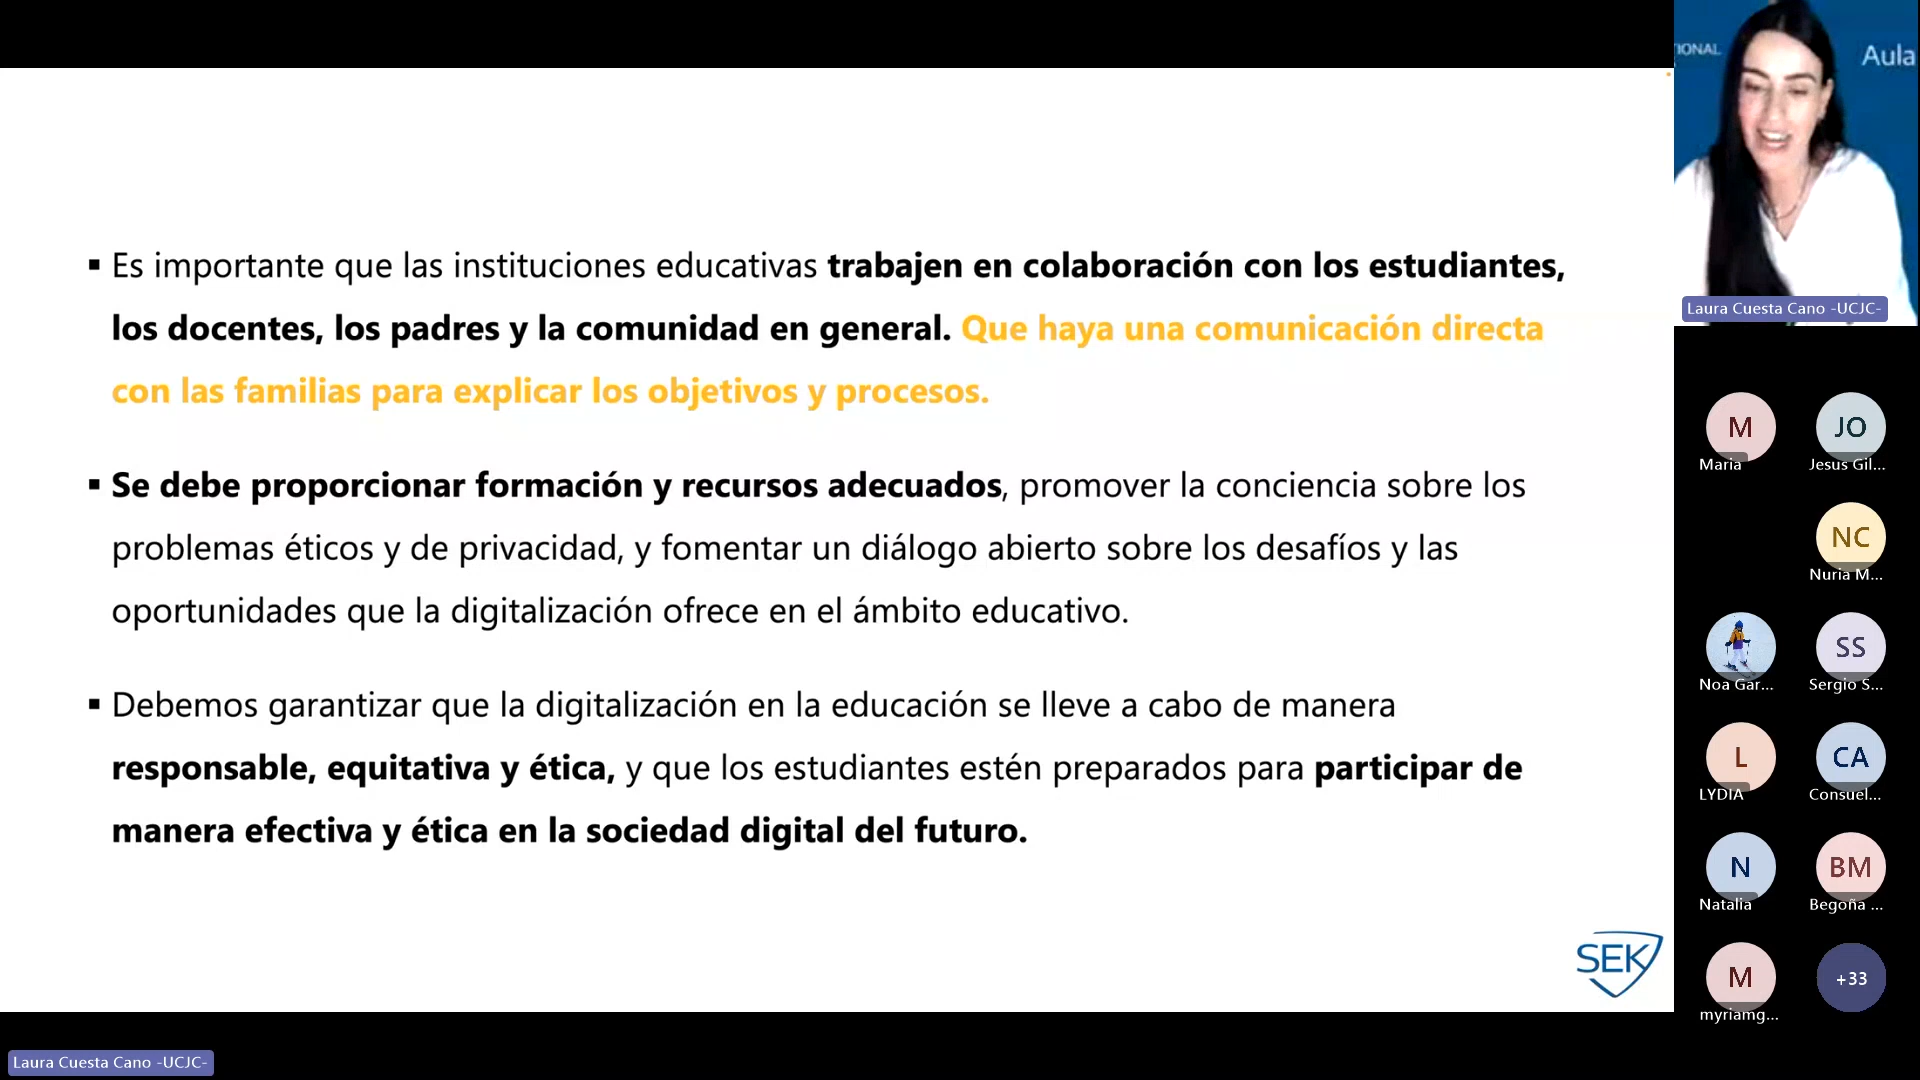 ▪ Es importante que las instituciones educativas trabajen en colaboración con los estudiantes,
los docentes, los padres y la comunidad en general. Que haya una comunicación directa
con las familias para explicar los objetivos y procesos.
▪ Se debe proporcionar formación y recursos adecuados, promover la conciencia sobre los
problemas éticos y de privacidad, y fomentar un diálogo abierto sobre los desafíos y las
oportunidades que la digitalización ofrece en el ámbito educativo.
▪ Debemos garantizar que la digitalización en la educación se lleve a cabo de manera
responsable, equitativa y ética, y que los estudiantes estén preparados para participar de
manera efectiva y ética en la sociedad digital del futuro.
SEK
Laura Cuesta Cano -UCJC-
IONAL
Aula
Laura Cuesta Cano -UCJC-
M
Maria
JO
Jesus Gil...
NC
Nuria M...
Noa Gar...
SS
Sergio S...
L
LYDIA
CA
Consuel...
N
Natalia
BM
Begoña ...
M
myriamg...
+33